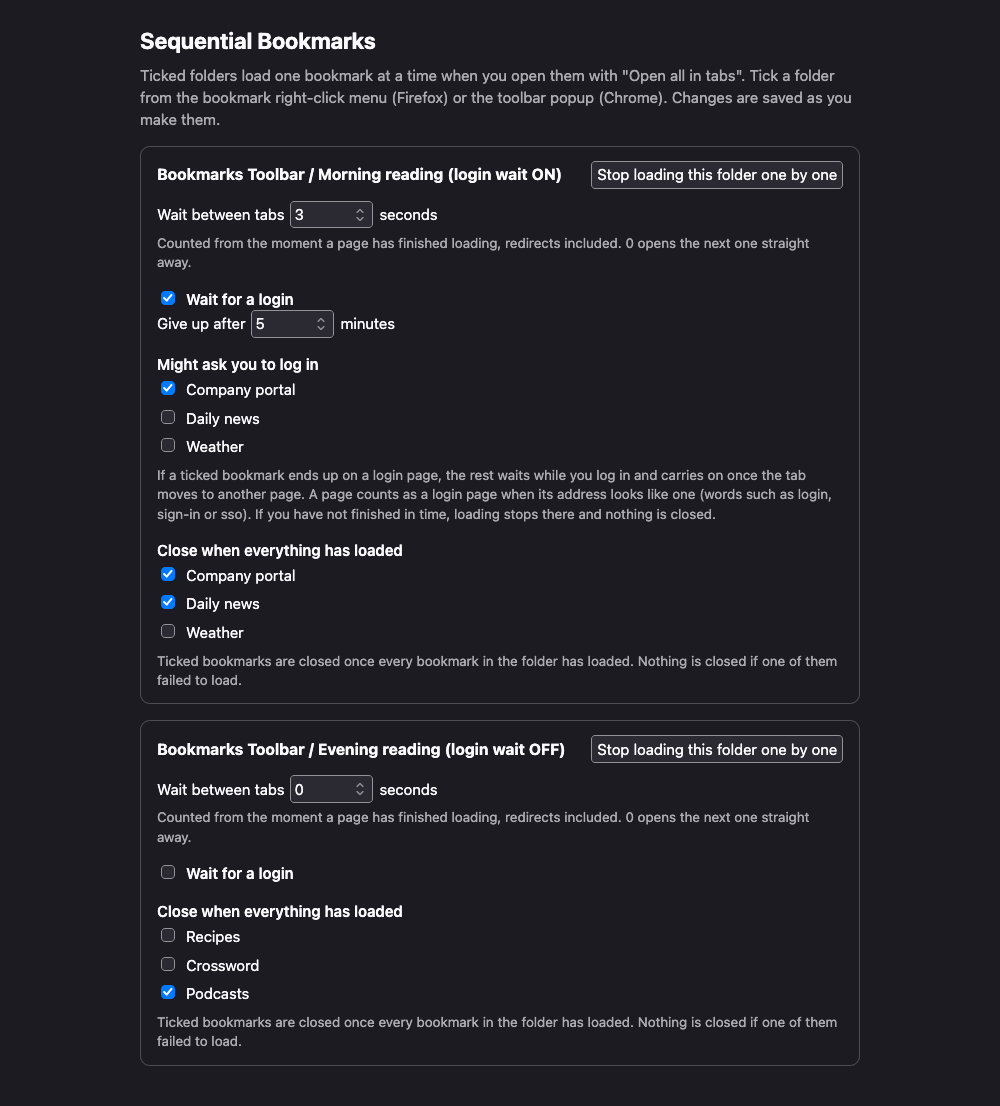 Sequential Bookmarks
Ticked folders load one bookmark at a time when you open them with "Open all in tabs". Tick a folder
from the bookmark right-click menu (Firefox) or the toolbar popup (Chrome). Changes are saved as you
make them.
Bookmarks Toolbar / Morning reading (login wait ON)
Stop loading this folder one by one
Wait between tabs 3 seconds
Counted from the moment a page has finished loading, redirects included. 0 opens the next one straight
away.
Wait for a login
Give up after 5 minutes
Might ask you to log in
Company portal
Daily news
Weather
If a ticked bookmark ends up on a login page, the rest waits while you log in and carries on once the tab
moves to another page. A page counts as a login page when its address looks like one (words such as login,
sign-in or sso). If you have not finished in time, loading stops there and nothing is closed.
Close when everything has loaded
Company portal
Daily news
Weather
Ticked bookmarks are closed once every bookmark in the folder has loaded. Nothing is closed if one of them
failed to load.
Bookmarks Toolbar / Evening reading (login wait OFF)
Stop loading this folder one by one
Wait between tabs 0 seconds
Counted from the moment a page has finished loading, redirects included. 0 opens the next one straight
away.
Wait for a login
Close when everything has loaded
Recipes
Crossword
Podcasts
Ticked bookmarks are closed once every bookmark in the folder has loaded. Nothing is closed if one of them
failed to load.